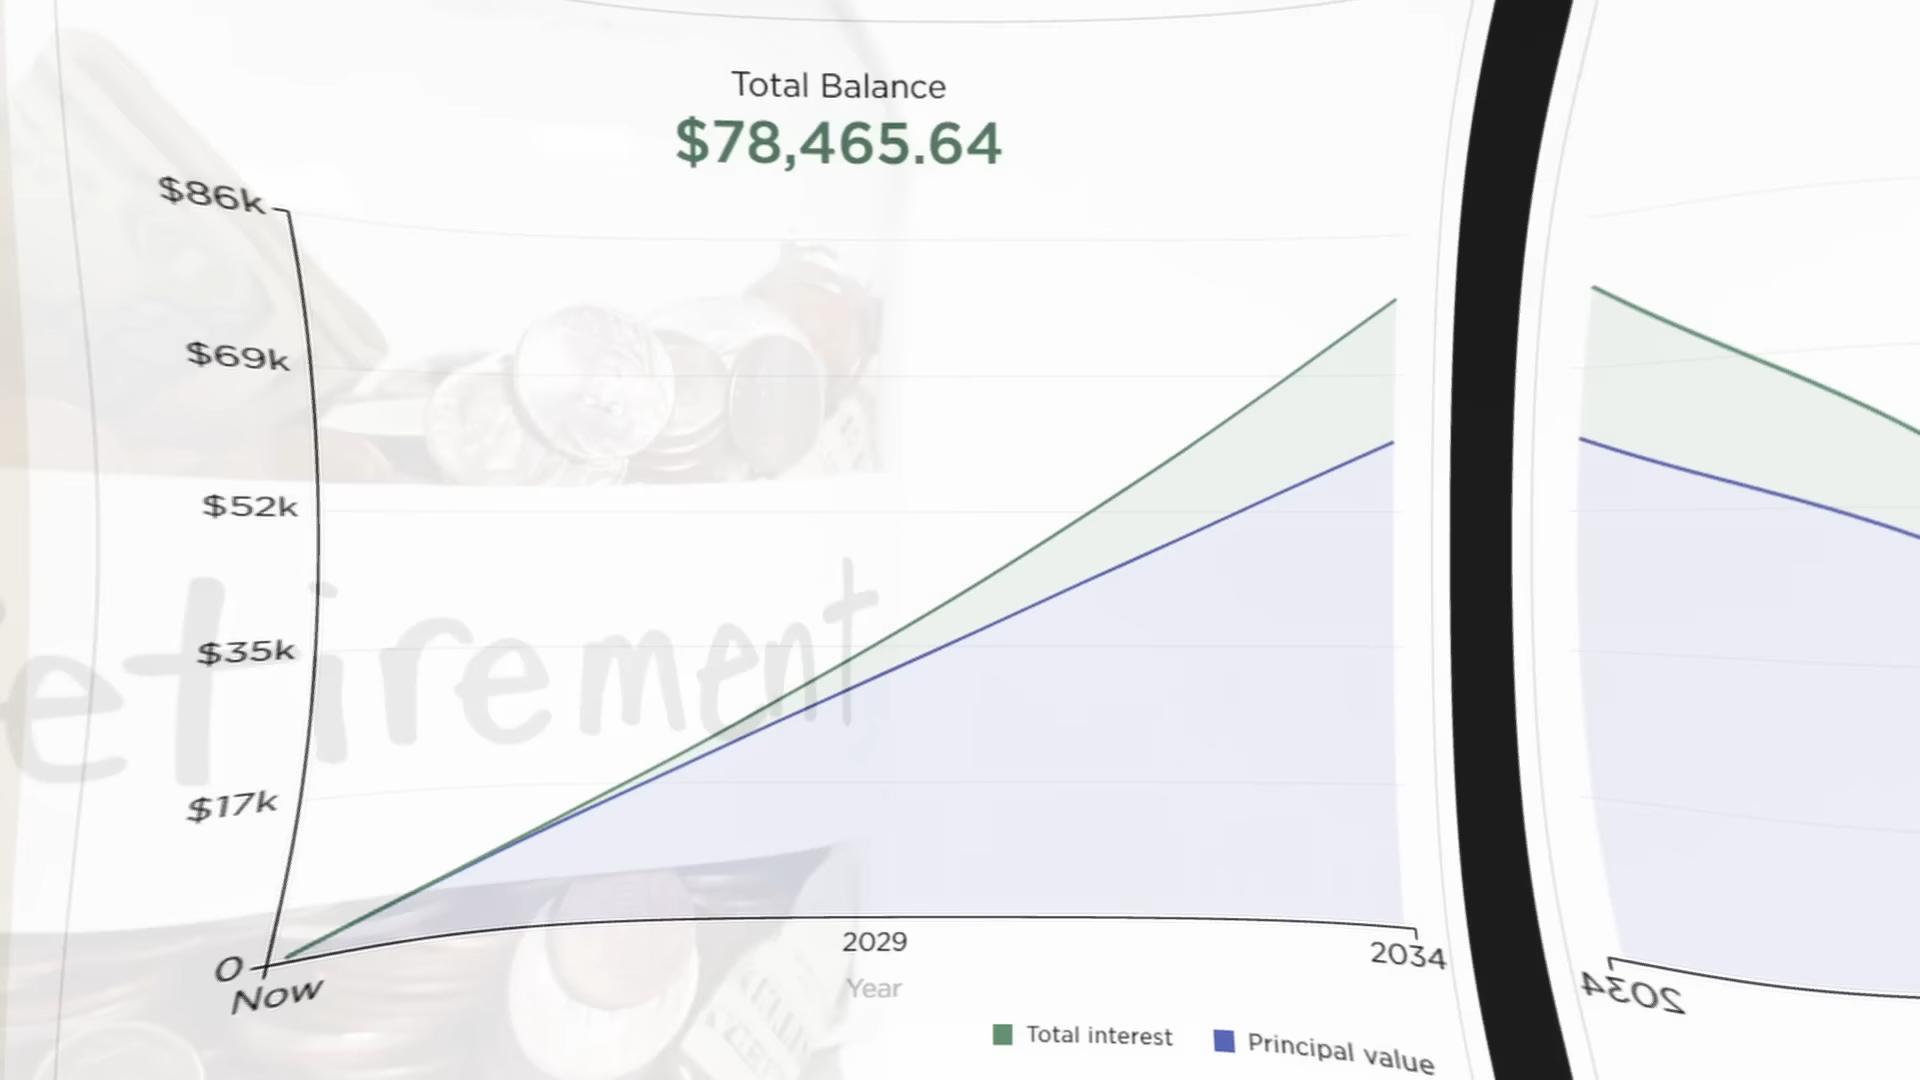 Total Balance
$78,465.64
$86k
$69k
$52k
$35k
$17k
0
Now
2029
2034
Year
Total interest
Principal value
etirement
2034